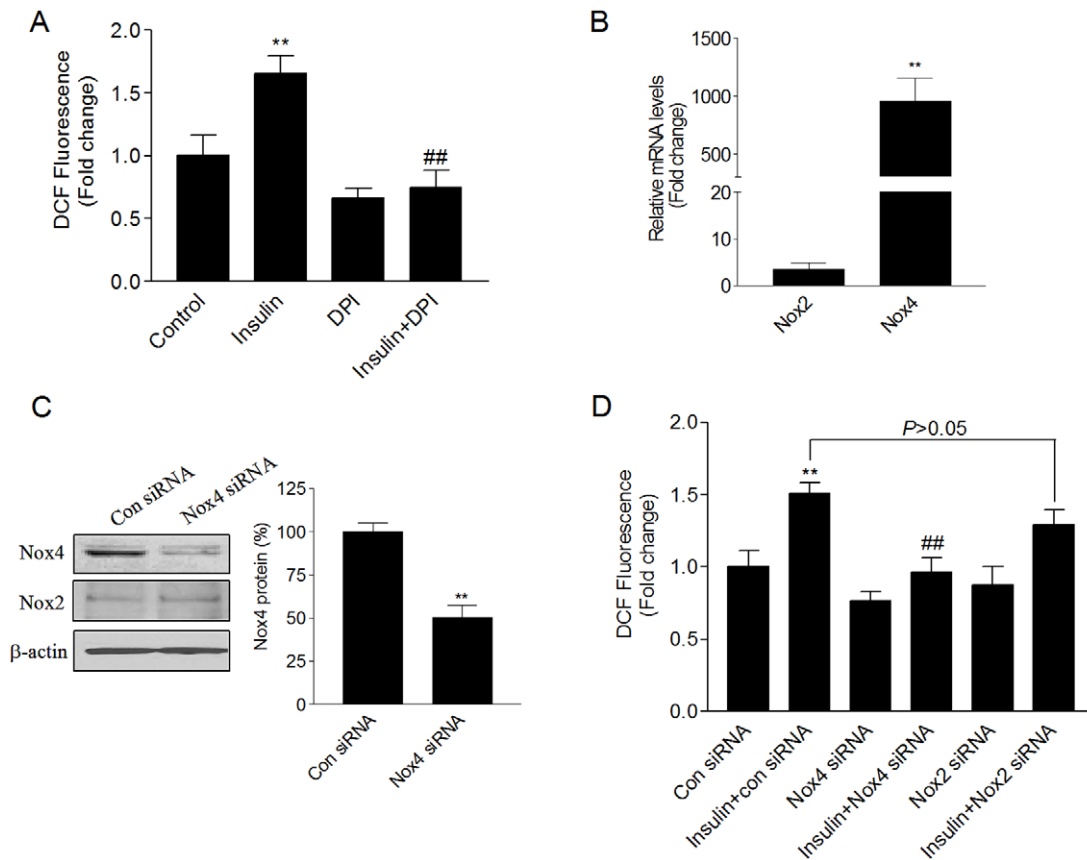 A
DCF Fluorescence
(Fold change)
2.0
1.5
1.0
0.5
0.0
**
##
Control
Insulin
DPI
Insulin+DPI
B
Relative mRNA levels
(Fold change)
1500
1000
500
20
10
0
**
Nox2
Nox4
C
Con siRNA
Nox4 siRNA
Nox4
Nox2
β-actin
Nox4 protein (%)
125
100
75
50
25
0
**
Con siRNA
Nox4 siRNA
D
DCF Fluorescence
(Fold change)
2.0
1.5
1.0
0.5
0.0
P>0.05
**
##
Con siRNA
Insulin+con siRNA
Nox4 siRNA
Insulin+Nox4 siRNA
Nox2 siRNA
Insulin+Nox2 siRNA